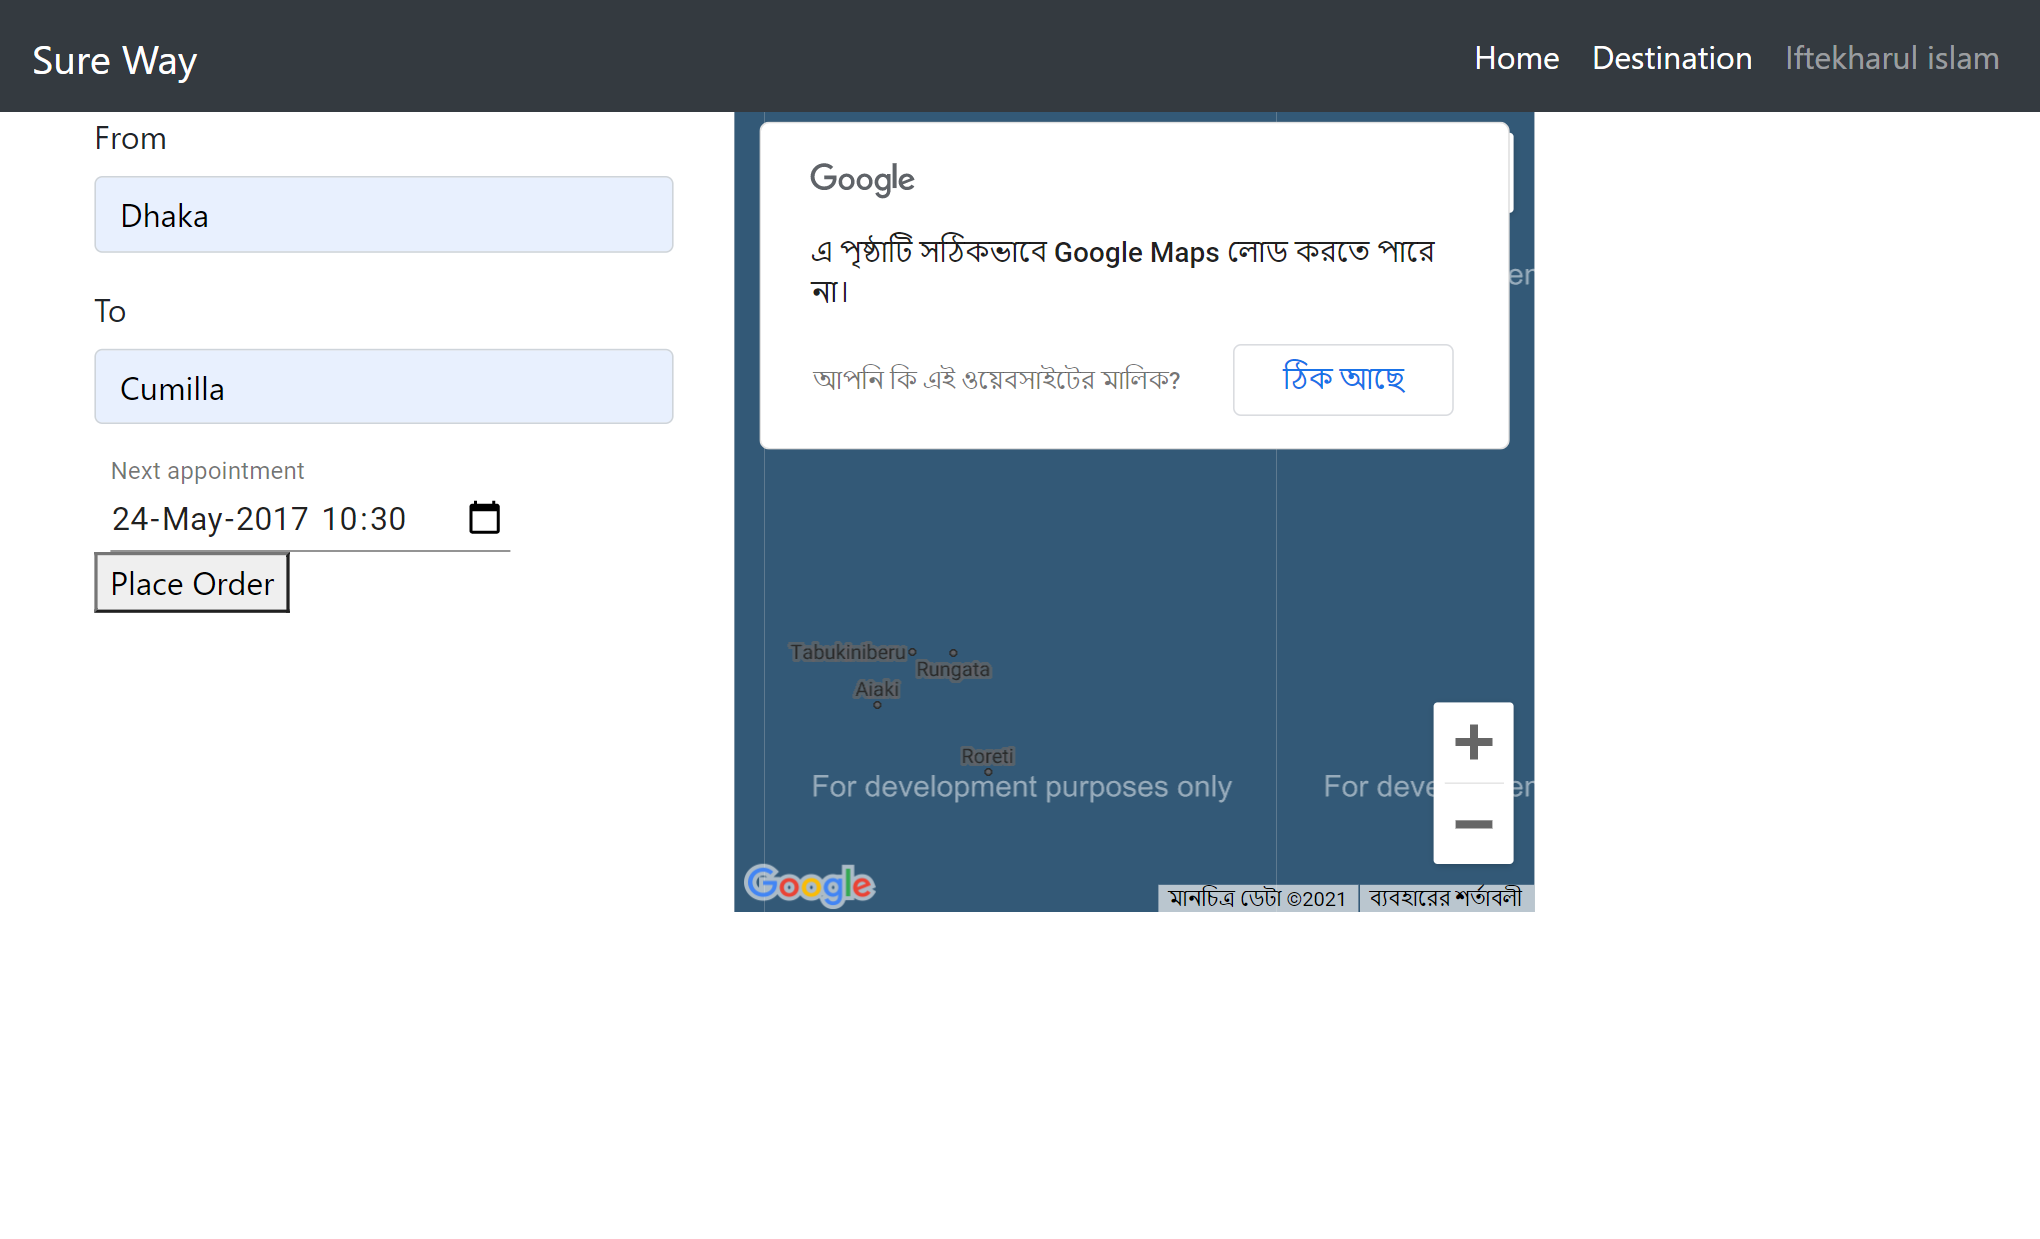 Sure Way
Home
Destination
Iftekharul islam
From
Dhaka
To
Cumilla
Next appointment
24-May-2017 10:30
Place Order
Google
এ পৃষ্ঠাটি সঠিকভাবে Google Maps লোড করতে পারে
না।
আপনি কি এই ওয়েবসাইটের মালিক?
ঠিক আছে
Tabukiniberu
Rungata
Aiaki
Roreti
For development purposes only
For deve
Google
মানচিত্র ডেটা ©2021
ব্যবহারের শর্তাবলী